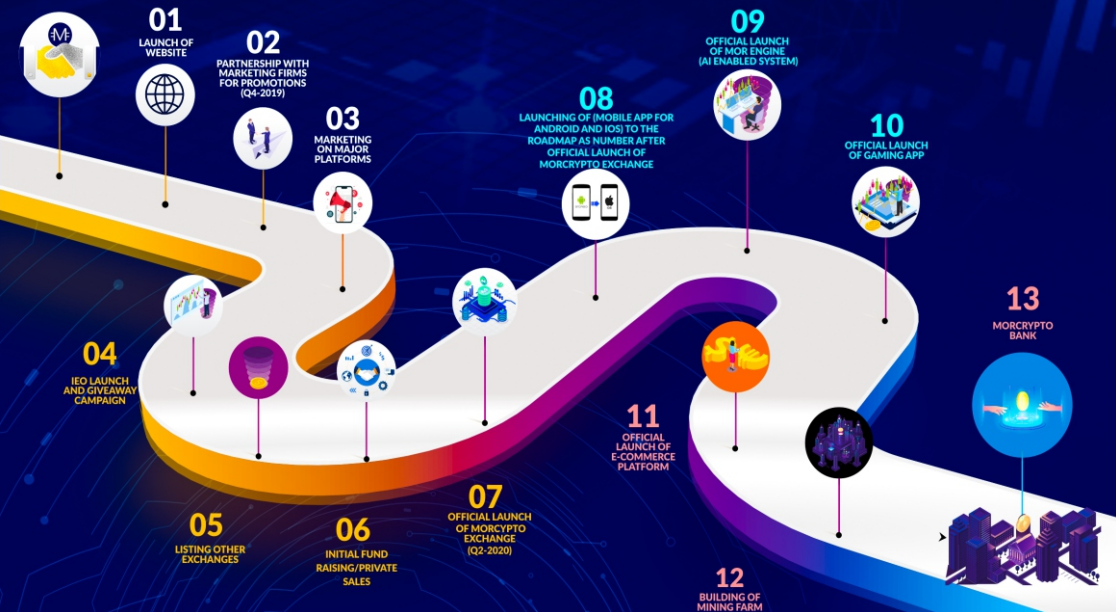 01
LAUNCH OF
WEBSITE
02
PARTNERSHIP WITH
MARKETING FIRMS
FOR PROMOTIONS
(Q4-2019)
03
MARKETING
ON MAJOR
PLATFORMS
04
IEO LAUNCH
AND GIVEAWAY
CAMPAIGN
05
LISTING OTHER
EXCHANGES
06
INITIAL FUND
RAISING/PRIVATE
SALES
07
OFFICIAL LAUNCH
OF MORCYPTO
EXCHANGE
(Q2-2020)
08
LAUNCHING OF (MOBILE APP FOR
ANDROID AND IOS) TO THE
ROADMAP AS NUMBER AFTER
OFFICIAL LAUNCH OF
MORCRYPTO EXCHANGE
09
OFFICIAL LAUNCH
OF MOR ENGINE
(AI ENABLED SYSTEM)
10
OFFICIAL LAUNCH
OF GAMING APP
11
OFFICIAL
LAUNCH OF
E-COMMERCE
PLATFORM
12
BUILDING OF
MINING FARM
13
MORCRYPTO
BANK